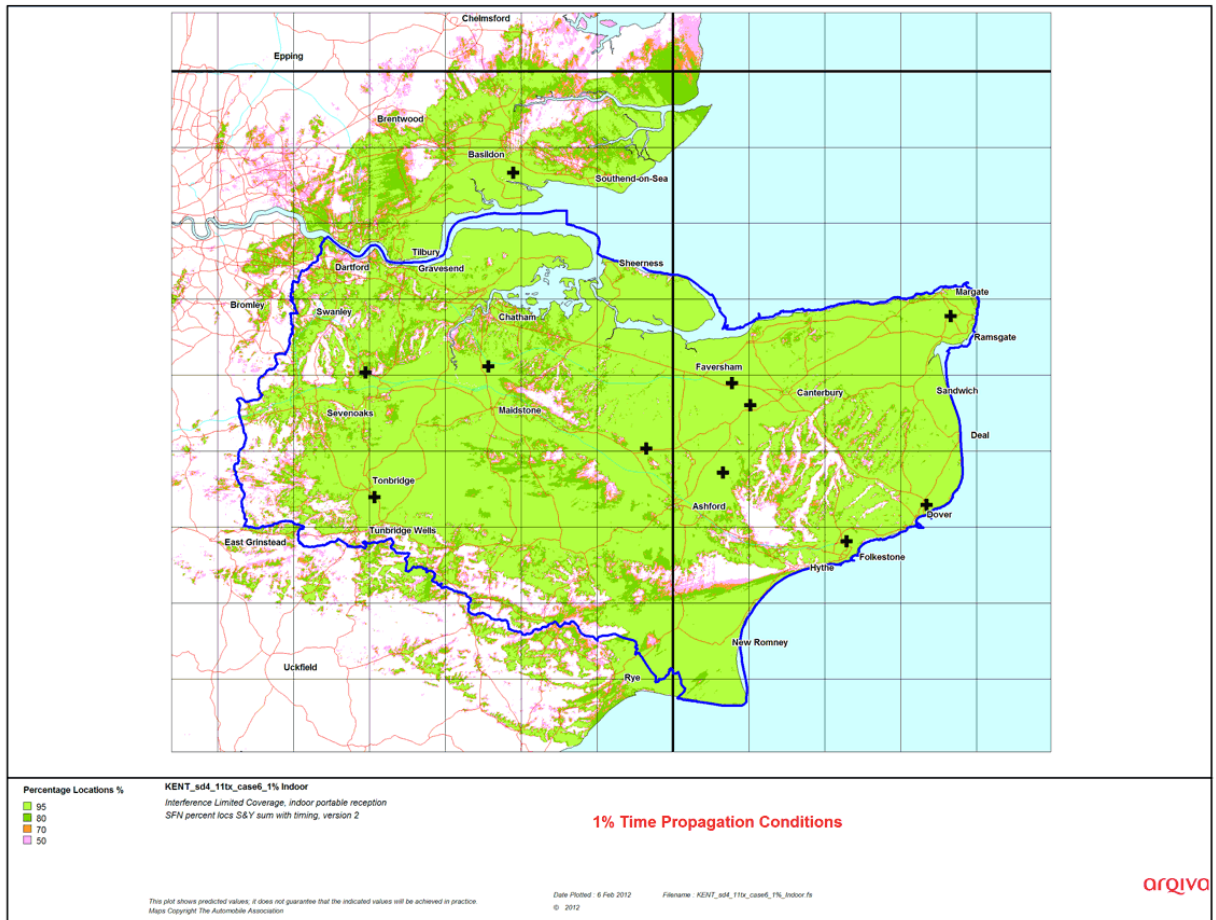 Chelmsford
Epping
Brentwood
Basildon
Southend-on-Sea
Tilbury
Dartford
Gravesend
Sheerness
Bromley
Swanley
Chatham
Margate
Ramsgate
Faversham
Canterbury
Sandwich
Sevenoaks
Maidstone
Deal
Tonbridge
Ashford
Dover
Tunbridge Wells
East Grinstead
Folkestone
Hythe
New Romney
Uckfield
Rye
Percentage Locations %
95
80
70
50
KENT_sd4_11tx_case6_1% Indoor
Interference Limited Coverage, indoor portable reception
SFN percent locs S&Y sum with timing, version 2
1% Time Propagation Conditions
arqiva
This plot shows predicted values; it does not guarantee that the indicated values will be achieved in practice.
Maps Copyright The Automobile Association
Date Plotted : 6 Feb 2012
Filename : KENT_sd4_11tx_case6_1%_Indoor.fs
© 2012